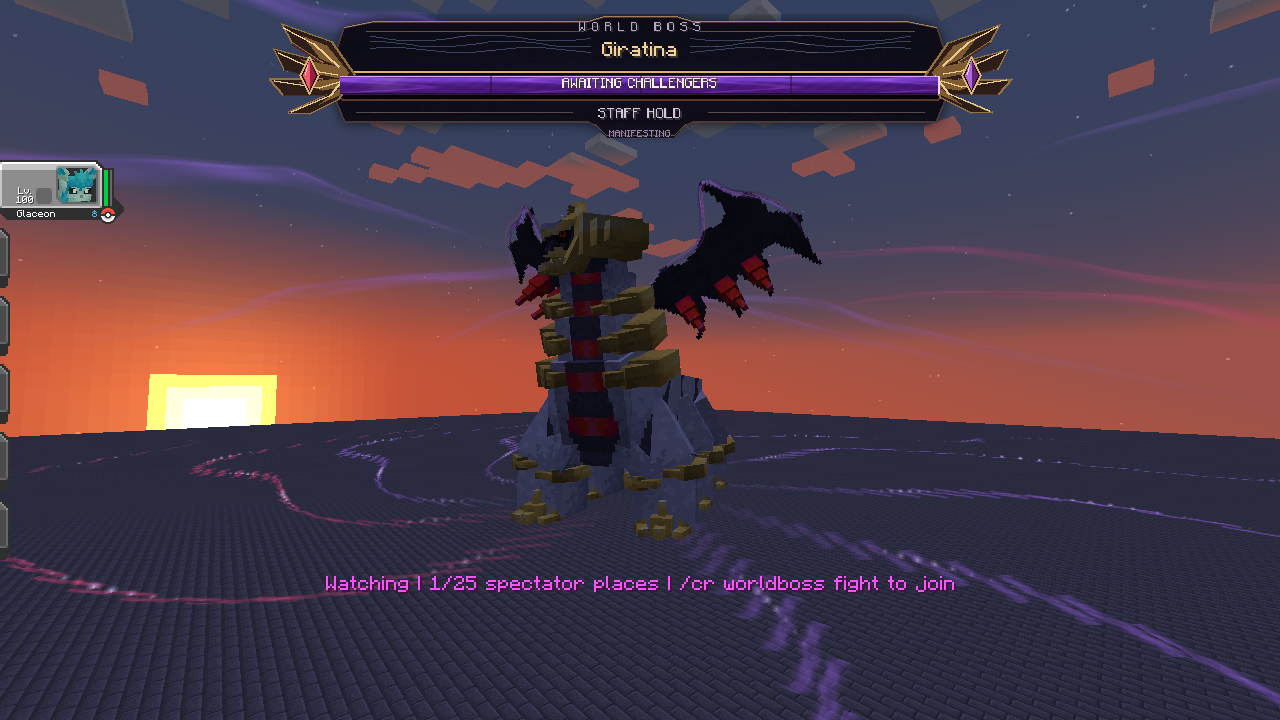 WORLD BOSS
Giratina
AWAITING CHALLENGERS
STAFF HOLD
MANIFESTING
Lv.
100
Glaceon
Watching | 1/25 spectator places | /cr worldboss fight to join